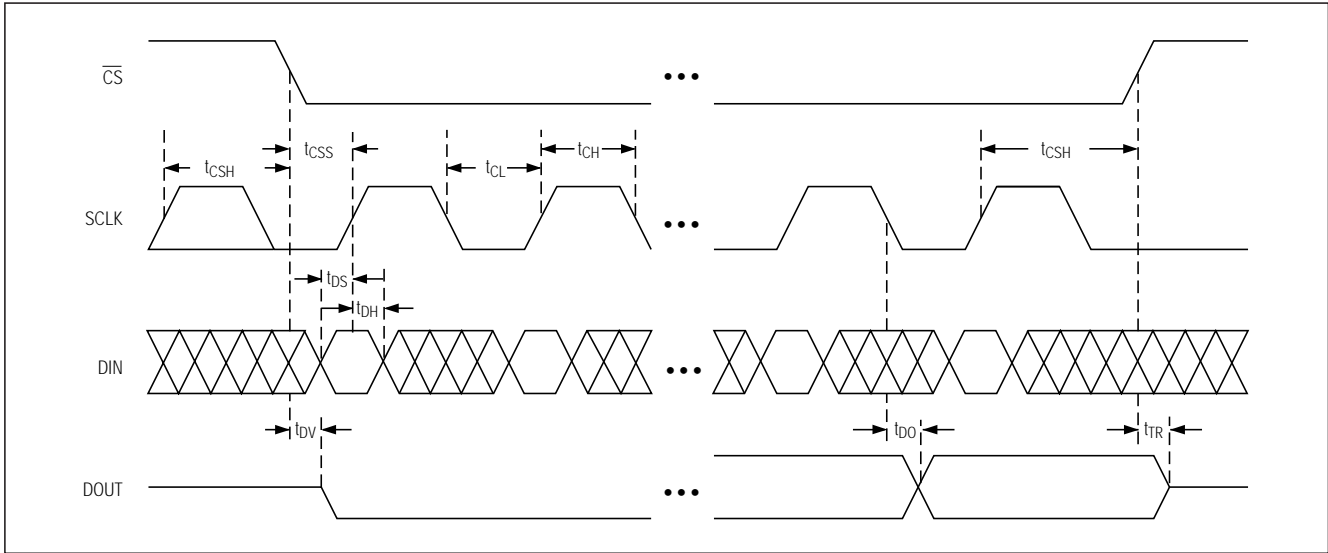 CS
•••
tCSS
tCSH
tCL
tCH
tCSH
SCLK
•••
tDS
tDH
DIN
•••
tDV
tDO
tTR
DOUT
•••